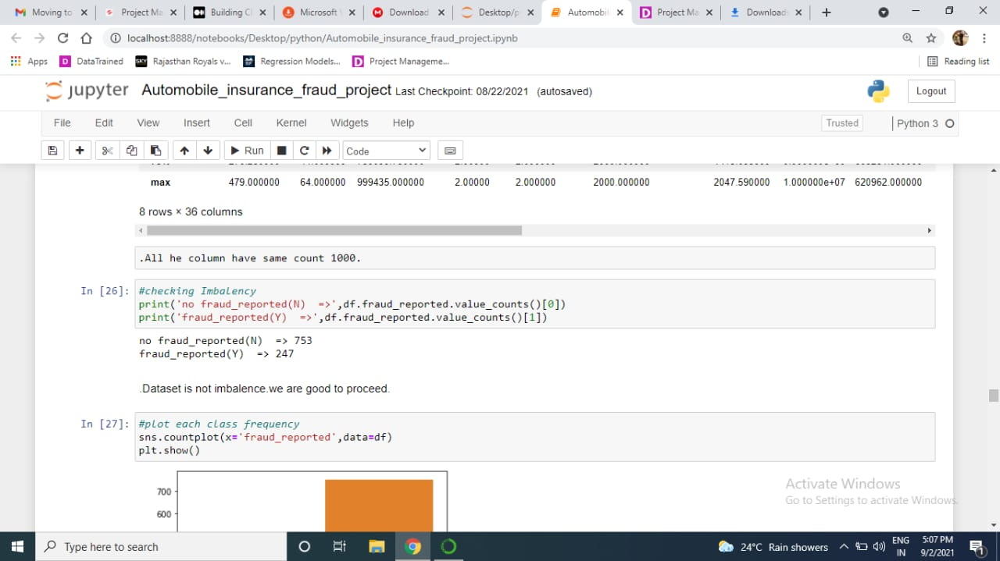 Moving to
Project Ma
Building C
Microsoft
Download
Desktop/p
Automobil
Project Ma
Download
localhost:8888/notebooks/Desktop/python/Automobile_insurance_fraud_project.ipynb
Apps
DataTrained
SKY Rajasthan Royals v...
Regression Models...
Project Manageme...
Reading list
jupyter Automobile_insurance_fraud_project Last Checkpoint: 08/22/2021 (autosaved)
Logout
File Edit View Insert Cell Kernel Widgets Help
Trusted Python 3
Run Code
max 479.000000 64.000000 999435.000000 2.00000 2.000000 2000.000000 2047.590000 1.000000e+07 620962.000000
8 rows × 36 columns
.All he column have same count 1000.
In [26]: #checking Imbalency
print('no fraud_reported(N)  =>',df.fraud_reported.value_counts()[0])
print('fraud_reported(Y)  =>',df.fraud_reported.value_counts()[1])
no fraud_reported(N)  => 753
fraud_reported(Y)  => 247
.Dataset is not imbalence.we are good to proceed.
In [27]: #plot each class frequency
sns.countplot(x='fraud_reported',data=df)
plt.show()
700
600
Activate Windows
Go to Settings to activate Windows.
Type here to search
24°C Rain showers
ENG
IN
5:07 PM
9/2/2021
1